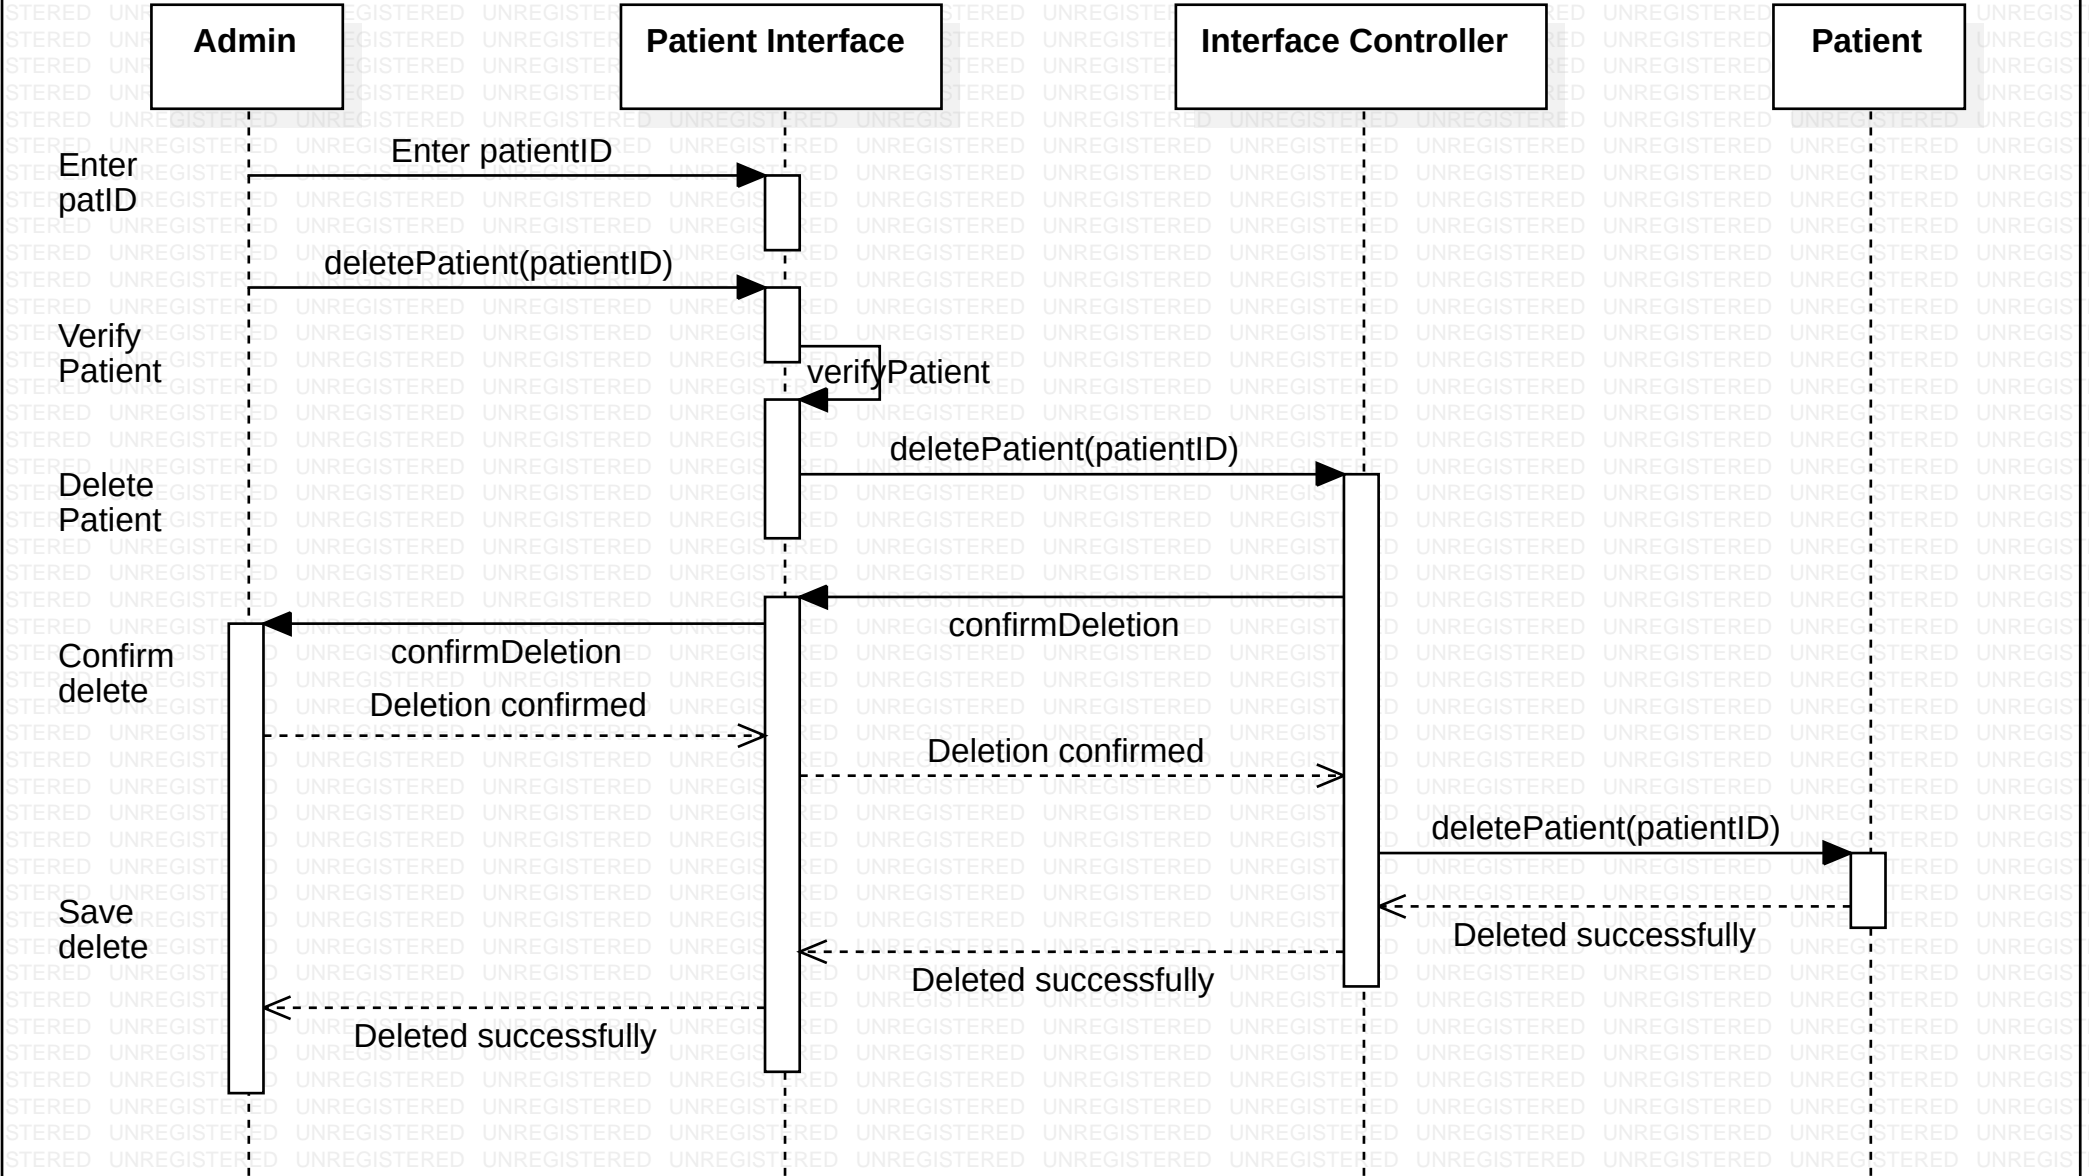 Admin
Patient Interface
Interface Controller
Patient
Enter
patID
Enter patientID
deletePatient(patientID)
Verify
Patient
verifyPatient
deletePatient(patientID)
Delete
Patient
confirmDeletion
confirmDeletion
Confirm
delete
Deletion confirmed
Deletion confirmed
deletePatient(patientID)
Save
delete
Deleted successfully
Deleted successfully
Deleted successfully
UNREGISTERED